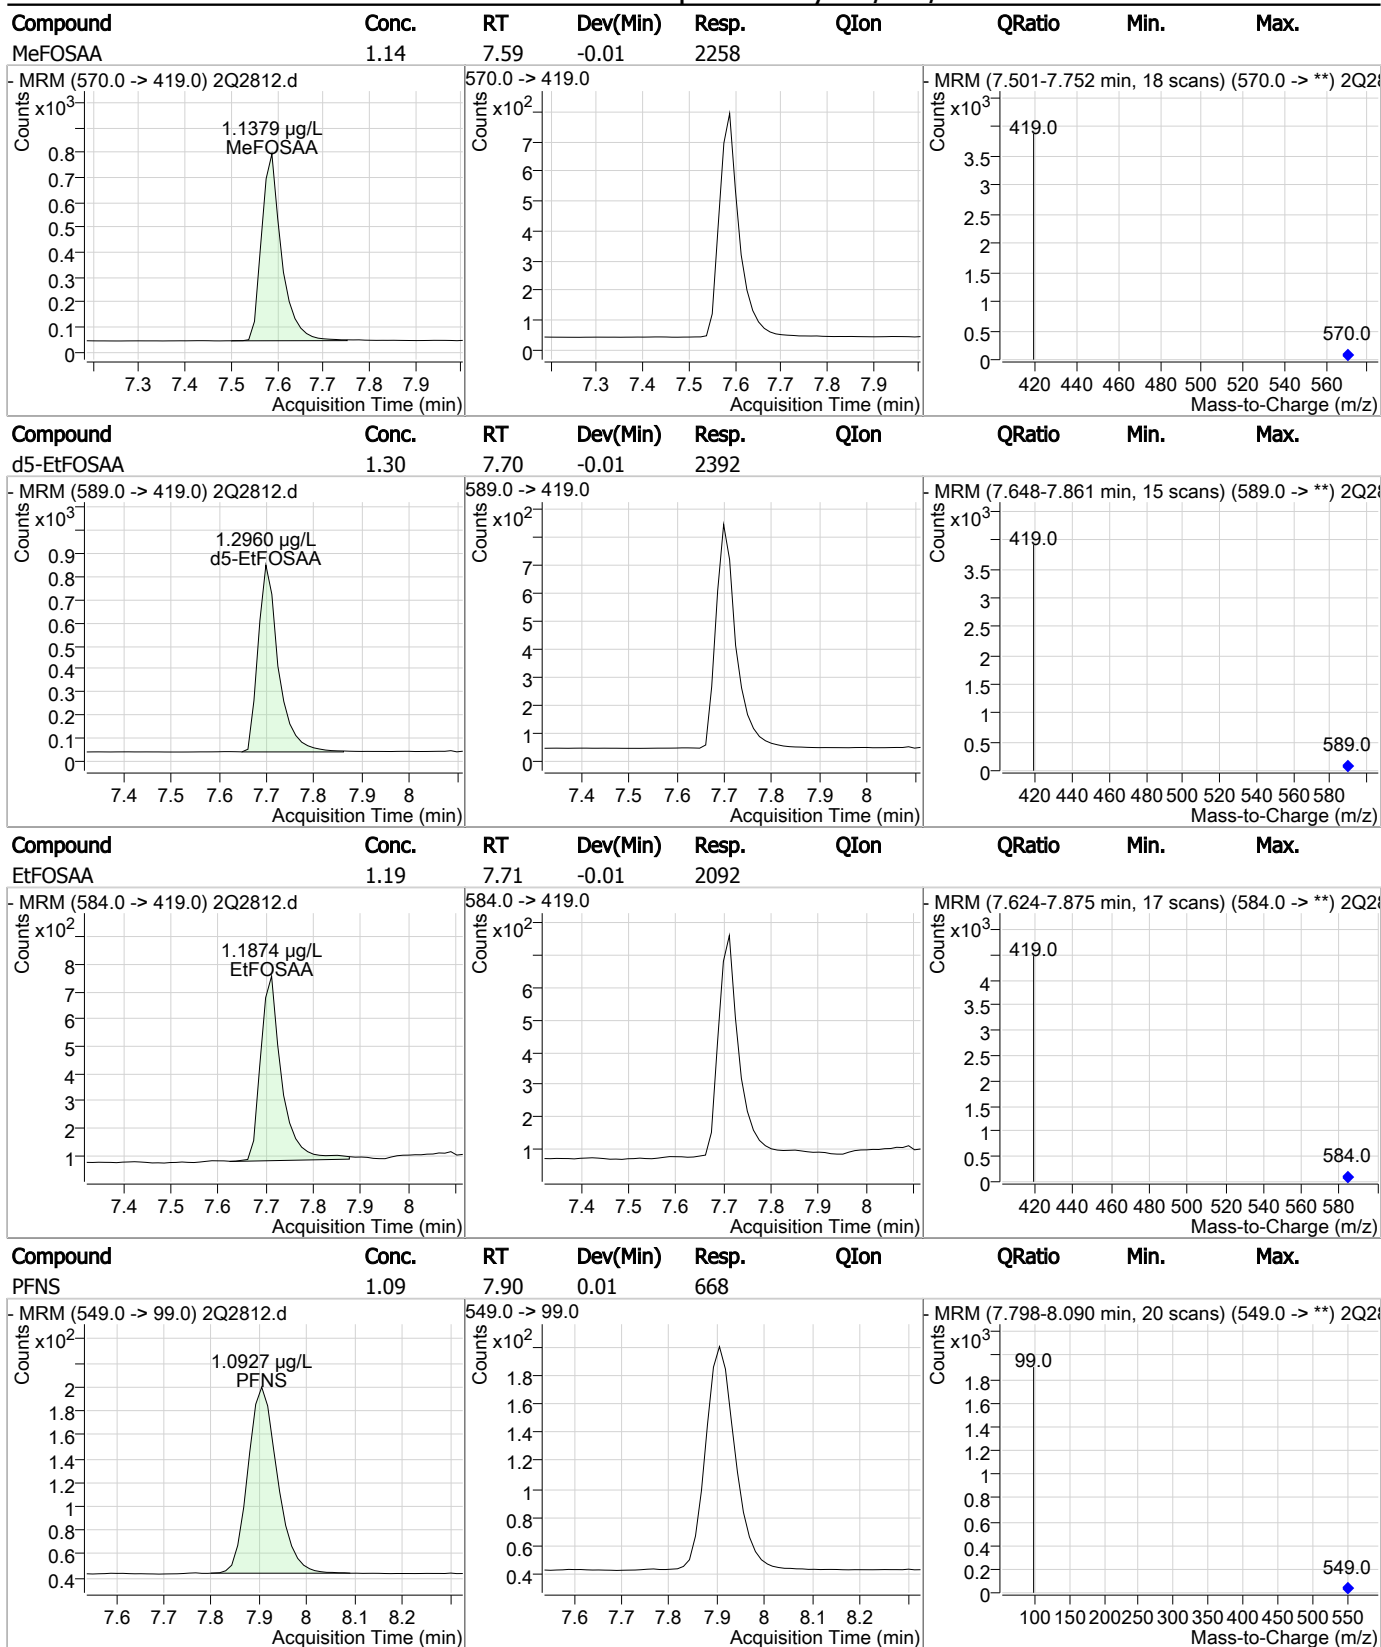 Compound Conc. RT Dev(Min) Resp. QIon QRatio Min. Max.
MeFOSAA 1.14 7.59 -0.01 2258
- MRM (570.0 -> 419.0) 2Q2812.d 570.0 -> 419.0 - MRM (7.501-7.752 min, 18 scans) (570.0 -> **) 2Q28
Counts x10³ Counts x10² Counts x10³
1.1379 µg/L
MeFOSAA
419.0
0.8 0.7 0.6 0.5 0.4 0.3 0.2 0.1 0
7 6 5 4 3 2 1 0
3.5 3 2.5 2 1.5 1 0.5 0
570.0
7.3 7.4 7.5 7.6 7.7 7.8 7.9 7.3 7.4 7.5 7.6 7.7 7.8 7.9 420 440 460 480 500 520 540 560
Acquisition Time (min) Acquisition Time (min) Mass-to-Charge (m/z)
Compound Conc. RT Dev(Min) Resp. QIon QRatio Min. Max.
d5-EtFOSAA 1.30 7.70 -0.01 2392
- MRM (589.0 -> 419.0) 2Q2812.d 589.0 -> 419.0 - MRM (7.648-7.861 min, 15 scans) (589.0 -> **) 2Q28
Counts x10³ Counts x10² Counts x10³
1.2960 µg/L
d5-EtFOSAA
419.0
0.9 0.8 0.7 0.6 0.5 0.4 0.3 0.2 0.1 0
7 6 5 4 3 2 1 0
3.5 3 2.5 2 1.5 1 0.5 0
589.0
7.4 7.5 7.6 7.7 7.8 7.9 8 7.4 7.5 7.6 7.7 7.8 7.9 8 420 440 460 480 500 520 540 560 580
Acquisition Time (min) Acquisition Time (min) Mass-to-Charge (m/z)
Compound Conc. RT Dev(Min) Resp. QIon QRatio Min. Max.
EtFOSAA 1.19 7.71 -0.01 2092
- MRM (584.0 -> 419.0) 2Q2812.d 584.0 -> 419.0 - MRM (7.624-7.875 min, 17 scans) (584.0 -> **) 2Q28
Counts x10² Counts x10² Counts x10³
1.1874 µg/L
EtFOSAA
419.0
8 7 6 5 4 3 2 1
6 5 4 3 2 1
4 3.5 3 2.5 2 1.5 1 0.5 0
584.0
7.4 7.5 7.6 7.7 7.8 7.9 8 7.4 7.5 7.6 7.7 7.8 7.9 8 420 440 460 480 500 520 540 560 580
Acquisition Time (min) Acquisition Time (min) Mass-to-Charge (m/z)
Compound Conc. RT Dev(Min) Resp. QIon QRatio Min. Max.
PFNS 1.09 7.90 0.01 668
- MRM (549.0 -> 99.0) 2Q2812.d 549.0 -> 99.0 - MRM (7.798-8.090 min, 20 scans) (549.0 -> **) 2Q28
Counts x10² Counts x10² Counts x10³
1.0927 µg/L
PFNS
99.0
2 1.8 1.6 1.4 1.2 1 0.8 0.6 0.4
1.8 1.6 1.4 1.2 1 0.8 0.6 0.4
1.8 1.6 1.4 1.2 1 0.8 0.6 0.4 0.2 0
549.0
7.6 7.7 7.8 7.9 8 8.1 8.2 7.6 7.7 7.8 7.9 8 8.1 8.2 100 150 200 250 300 350 400 450 500 550
Acquisition Time (min) Acquisition Time (min) Mass-to-Charge (m/z)